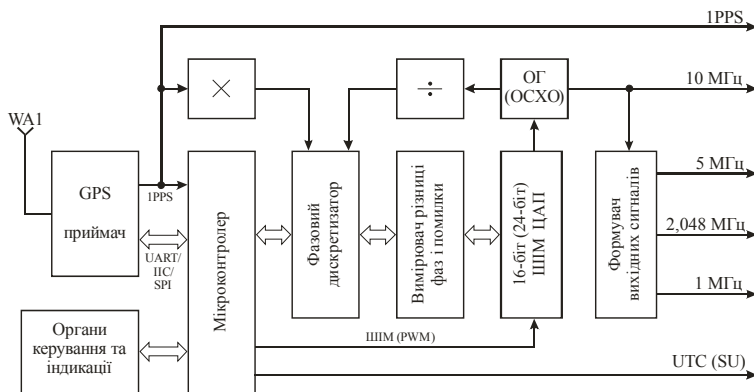 1PPS
×
÷
ОГ
(ОСХО)
10 МГц
WA1
GPS
приймач
1PPS
UART/
IIC/
SPI
Мікроконтролер
Фазовий
дискретизатор
Вимірювач різниці
фаз і помилки
16-біт (24-біт)
ШІМ ЦАП
Формувач
вихідних сигналів
5 МГц
2,048 МГц
1 МГц
Органи
керування та
індикації
ШІМ (PWM)
UTC (SU)